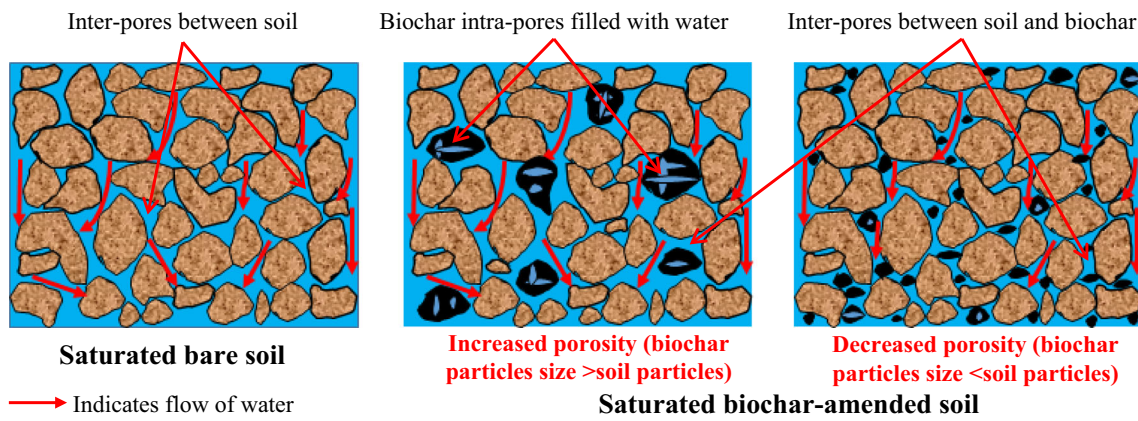 Inter-pores between soil
Biochar intra-pores filled with water
Inter-pores between soil and biochar
Saturated bare soil
Increased porosity (biochar
particles size >soil particles)
Decreased porosity (biochar
particles size <soil particles)
Indicates flow of water
Saturated biochar-amended soil